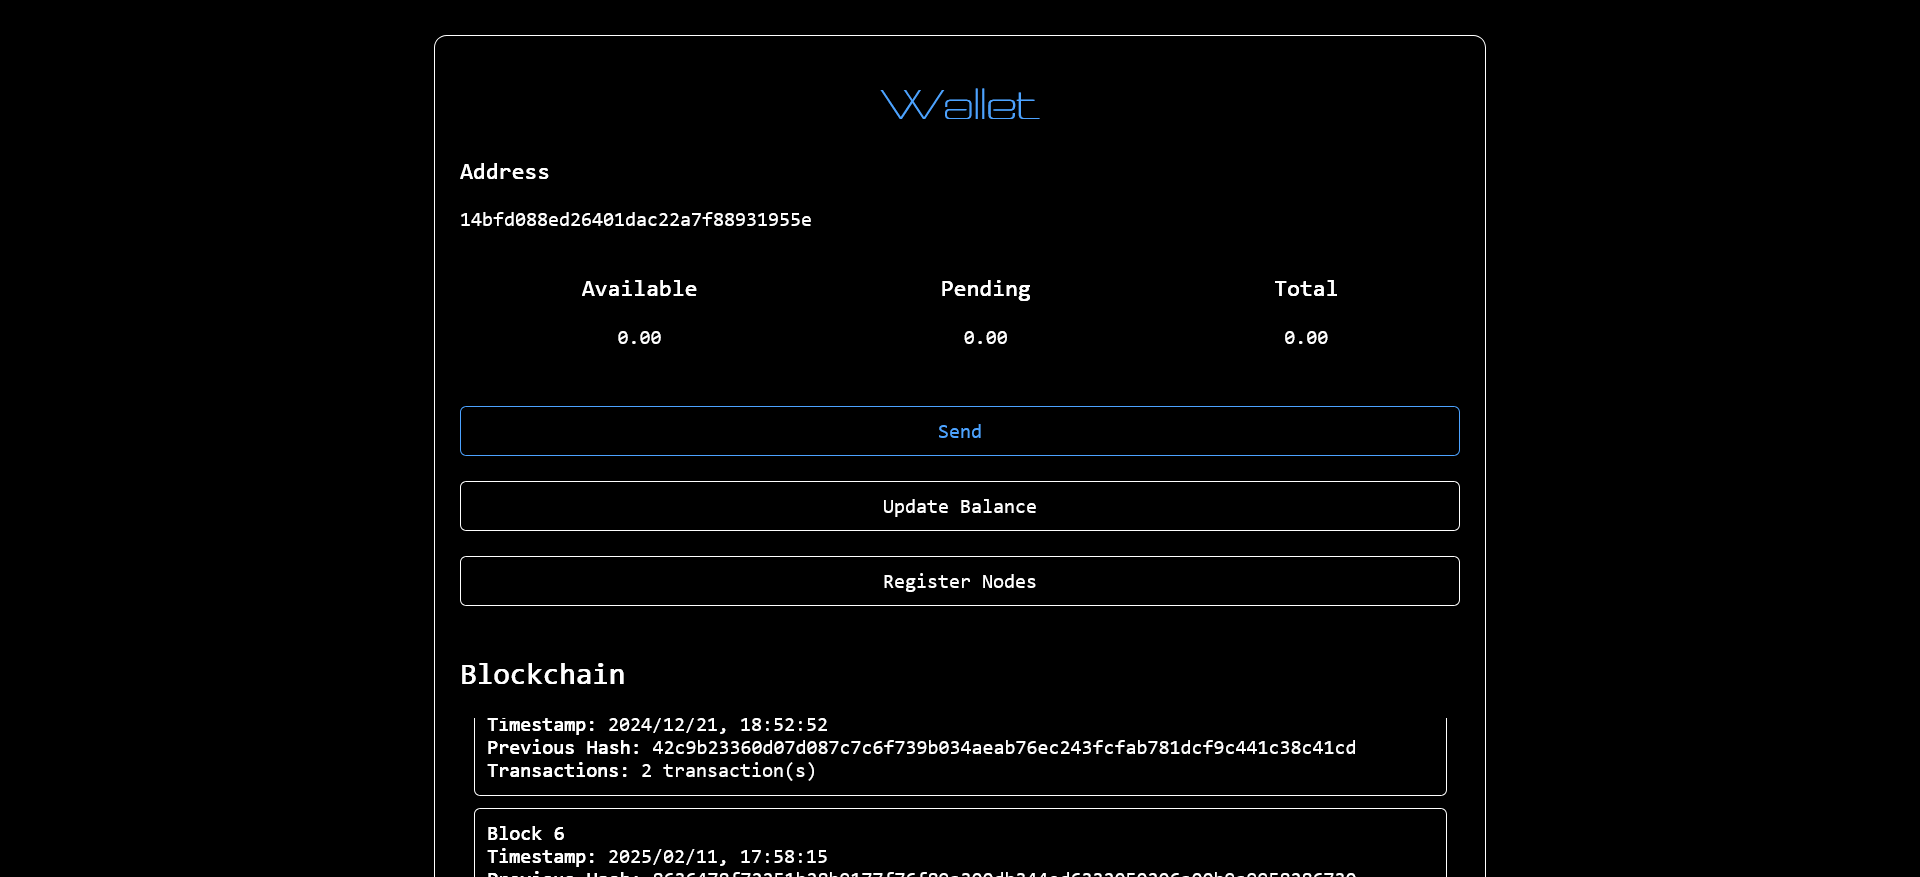 Wallet
Address
14bfd088ed26401dac22a7f88931955e
Available Pending Total
0.00 0.00 0.00
Send
Update Balance
Register Nodes
Blockchain
Timestamp: 2024/12/21, 18:52:52
Previous Hash: 42c9b23360d07d087c7c6f739b034aeab76ec243fcfab781dcf9c441c38c41cd
Transactions: 2 transaction(s)
Block 6
Timestamp: 2025/02/11, 17:58:15
Previous Hash: